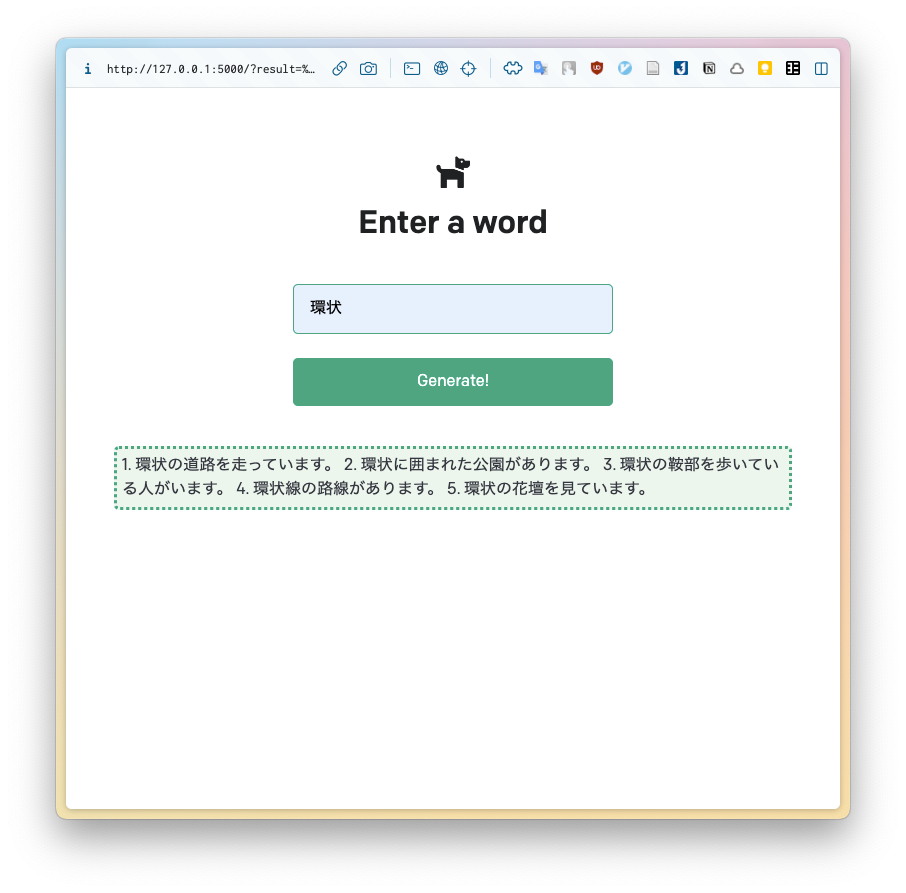 http://127.0.0.1:5000/?result=%…
Enter a word
環状
Generate!
1. 環状の道路を走っています。 2. 環状に囲まれた公園があります。 3. 環状の鞍部を歩いてい
る人がいます。 4. 環状線の路線があります。 5. 環状の花壇を見ています。